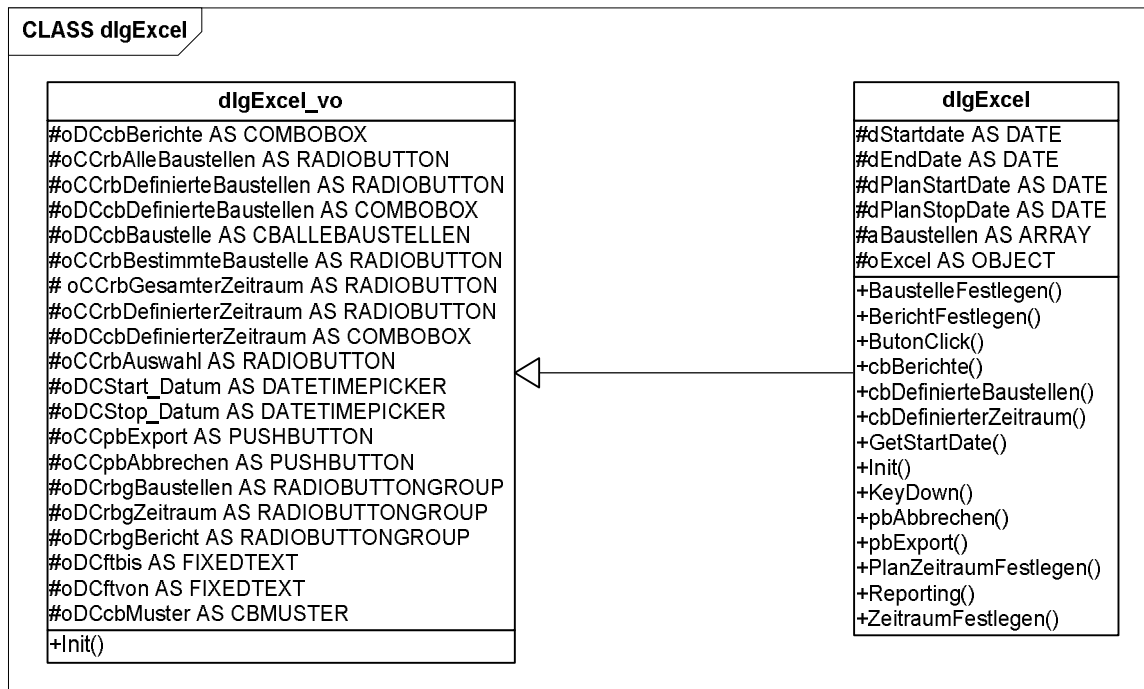 CLASS dlgExcel
dlgExcel_vo
#oDCcbBerichte AS COMBOBOX
#oCCrbAlleBaustellen AS RADIOBUTTON
#oCCrbDefinierteBaustellen AS RADIOBUTTON
#oDCcbDefinierteBaustellen AS COMBOBOX
#oDCcbBaustelle AS CBALLEBAUSTELLEN
#oCCrbBestimmteBaustelle AS RADIOBUTTON
# oCCrbGesamterZeitraum AS RADIOBUTTON
#oCCrbDefinierterZeitraum AS RADIOBUTTON
#oDCcbDefinierterZeitraum AS COMBOBOX
#oCCrbAuswahl AS RADIOBUTTON
#oDCStart_Datum AS DATETIMEPICKER
#oDCStop_Datum AS DATETIMEPICKER
#oCCpbExport AS PUSHBUTTON
#oCCpbAbbrechen AS PUSHBUTTON
#oDCrbgBaustellen AS RADIOBUTTONGROUP
#oDCrbgZeitraum AS RADIOBUTTONGROUP
#oDCrbgBericht AS RADIOBUTTONGROUP
#oDCftbis AS FIXEDTEXT
#oDCftvon AS FIXEDTEXT
#oDCcbMuster AS CBMUSTER
+Init()
dlgExcel
#dStartdate AS DATE
#dEndDate AS DATE
#dPlanStartDate AS DATE
#dPlanStopDate AS DATE
#aBaustellen AS ARRAY
#oExcel AS OBJECT
+BaustelleFestlegen()
+BerichtFestlegen()
+ButonClick()
+cbBerichte()
+cbDefinierteBaustellen()
+cbDefinierterZeitraum()
+GetStartDate()
+Init()
+KeyDown()
+pbAbbrechen()
+pbExport()
+PlanZeitraumFestlegen()
+Reporting()
+ZeitraumFestlegen()